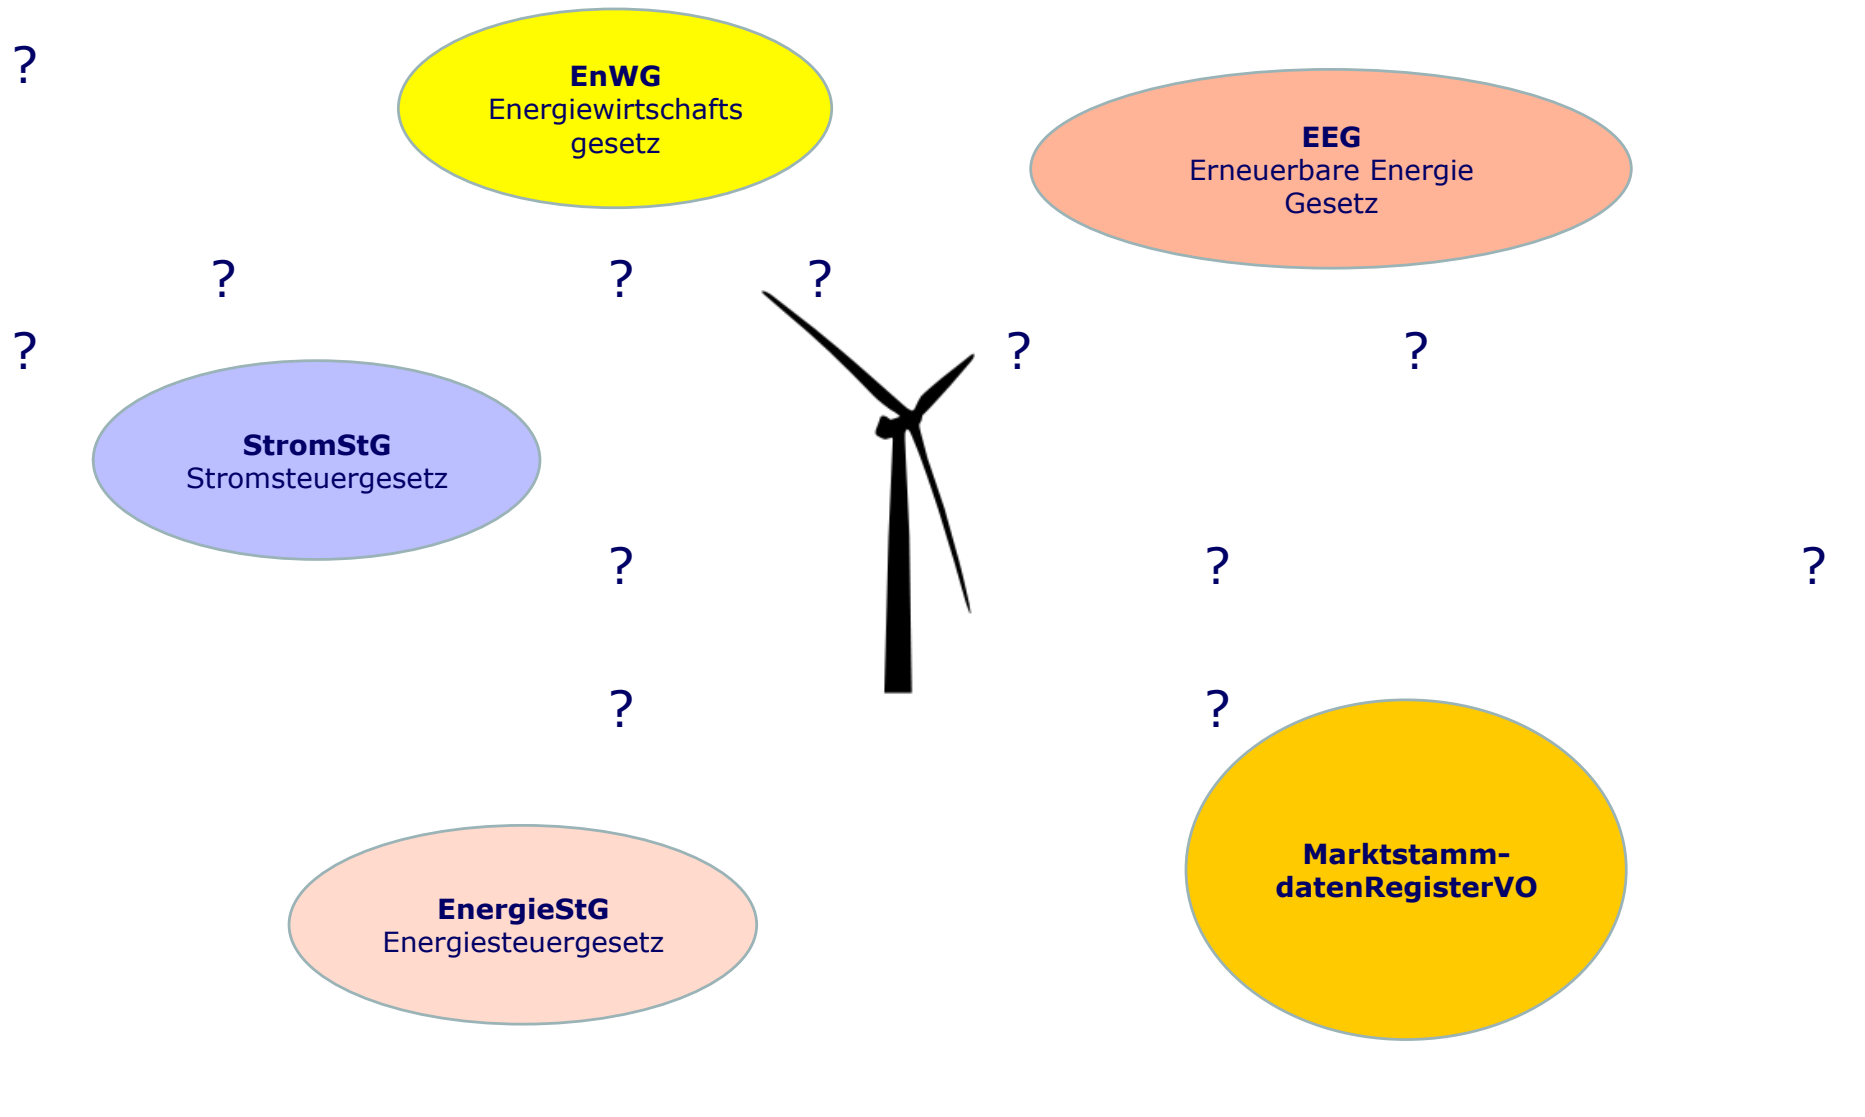 ?
EnWG
Energiewirtschafts
gesetz
EEG
Erneuerbare Energie
Gesetz
? ? ?
? ? ?
StromStG
Stromsteuergesetz
? ? ?
? ?
Marktstamm-
datenRegisterVO
EnergieStG
Energiesteuergesetz